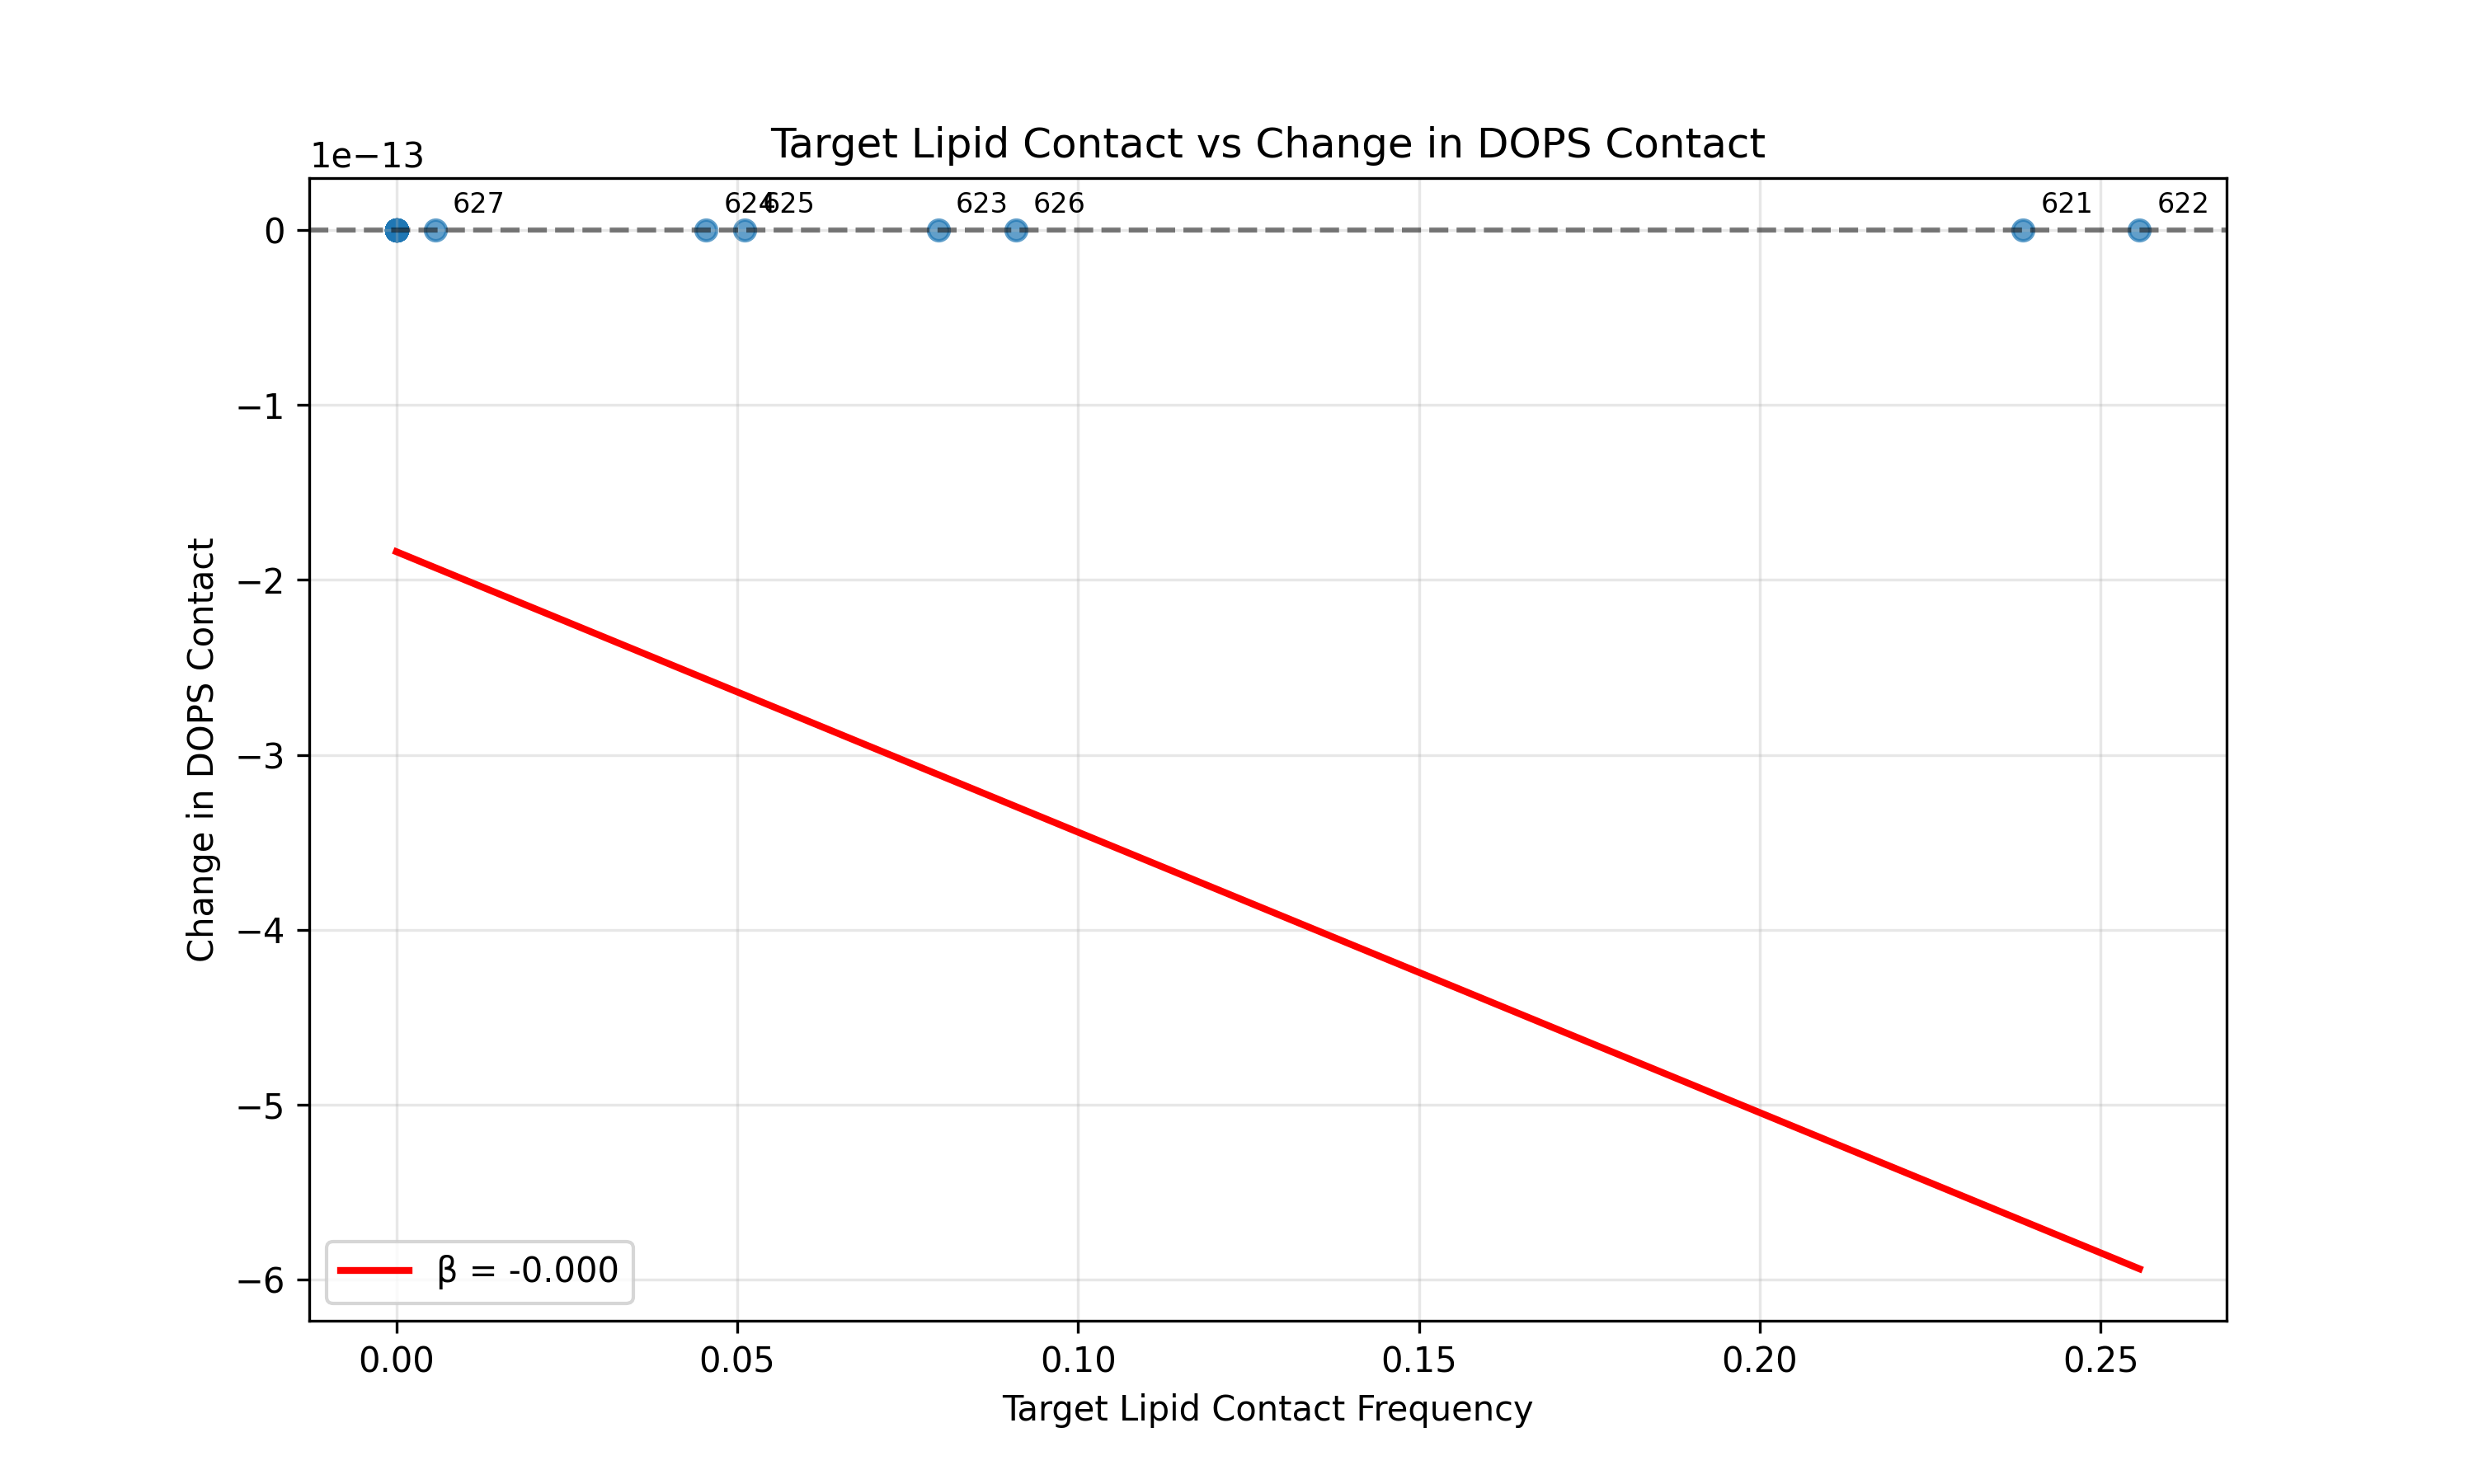 Target Lipid Contact vs Change in DOPS Contact
1e−13
627 624 625 623 626 621 622
0
−1
−2
−3
−4
−5
−6
Change in DOPS Contact
β = -0.000
0.00 0.05 0.10 0.15 0.20 0.25
Target Lipid Contact Frequency